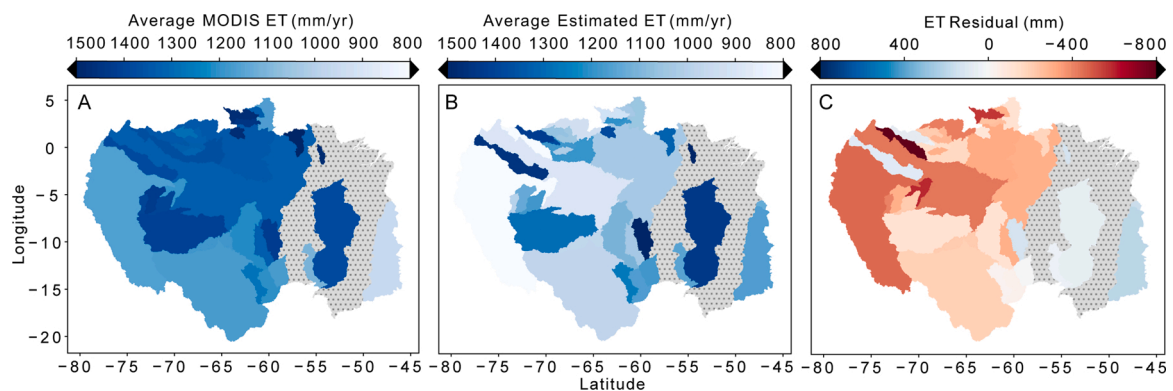 Average MODIS ET (mm/yr)
1500 1400 1300 1200 1100 1000 900 800
Average Estimated ET (mm/yr)
1500 1400 1300 1200 1100 1000 900 800
ET Residual (mm)
800 400 0 −400 −800
A
B
C
5
0
−5
−10
−15
−20
Longitude
−80 −75 −70 −65 −60 −55 −50 −45
−80 −75 −70 −65 −60 −55 −50 −45
−80 −75 −70 −65 −60 −55 −50 −45
Latitude